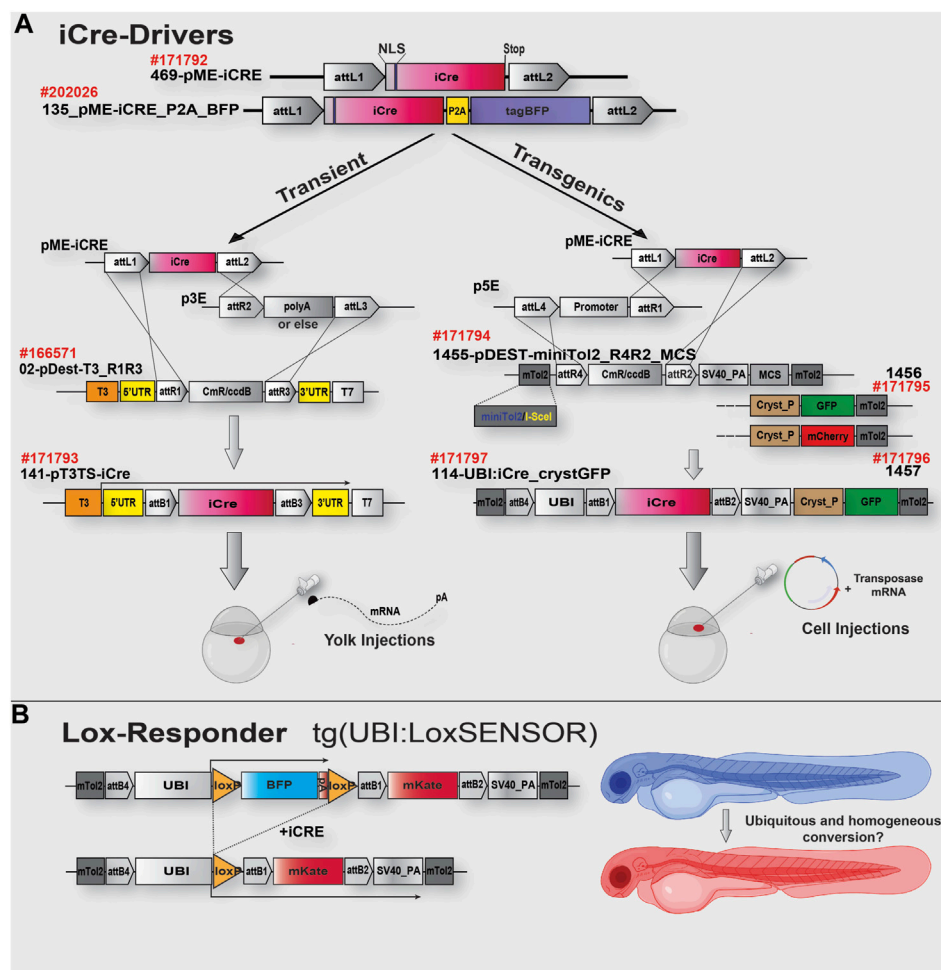 A
iCre-Drivers
#171792
469-pME-iCRE
NLS
Stop
attL1
iCre
attL2
#202026
135_pME-iCRE_P2A_BFP
attL1
iCre
P2A
tagBFP
attL2
Transient
Transgenics
pME-iCRE
attL1
iCre
attL2
p3E
attR2
polyA
attL3
or else
#166571
02-pDest-T3_R1R3
T3
5'UTR
attR1
CmR/ccdB
attR3
3'UTR
T7
#171793
141-pT3TS-iCre
T3
5'UTR
attB1
iCre
attB3
3'UTR
T7
mRNA
pA
Yolk Injections
pME-iCRE
attL1
iCre
attL2
p5E
attL4
Promoter
attR1
#171794
1455-pDEST-miniTol2_R4R2_MCS
mTol2
attR4
CmR/ccdB
attR2
SV40_PA
MCS
mTol2
miniTol2/I-SceI
1456
#171795
Cryst_P
GFP
mTol2
Cryst_P
mCherry
mTol2
#171796
1457
#171797
114-UBI:iCre_crystGFP
mTol2
attB4
UBI
attB1
iCre
attB2
SV40_PA
Cryst_P
GFP
mTol2
+ Transposase
mRNA
Cell Injections
B
Lox-Responder tg(UBI:LoxSENSOR)
mTol2
attB4
UBI
loxP
BFP
PA
loxP
attB1
mKate
attB2
SV40_PA
mTol2
+iCRE
mTol2
attB4
UBI
loxP
attB1
mKate
attB2
SV40_PA
mTol2
Ubiquitous and homogeneous
conversion?